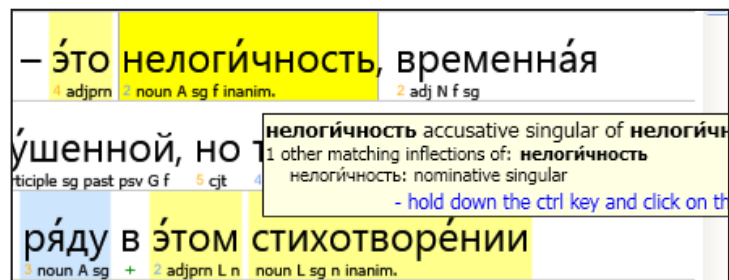 – э́то нелоги́чность, временна́я
4 adjprn 2 noun A sg f inanim. 2 adj N f sg
у́шенной, но
ticiple sg past psv G f 5 cjt 4
нелоги́чность accusative singular of нелоги́чн
1 other matching inflections of: нелоги́чность
нелоги́чность: nominative singular
- hold down the ctrl key and click on th
ря́ду в э́том стихотворе́нии
3 noun A sg + 2 adjprn L n noun L sg n inanim.